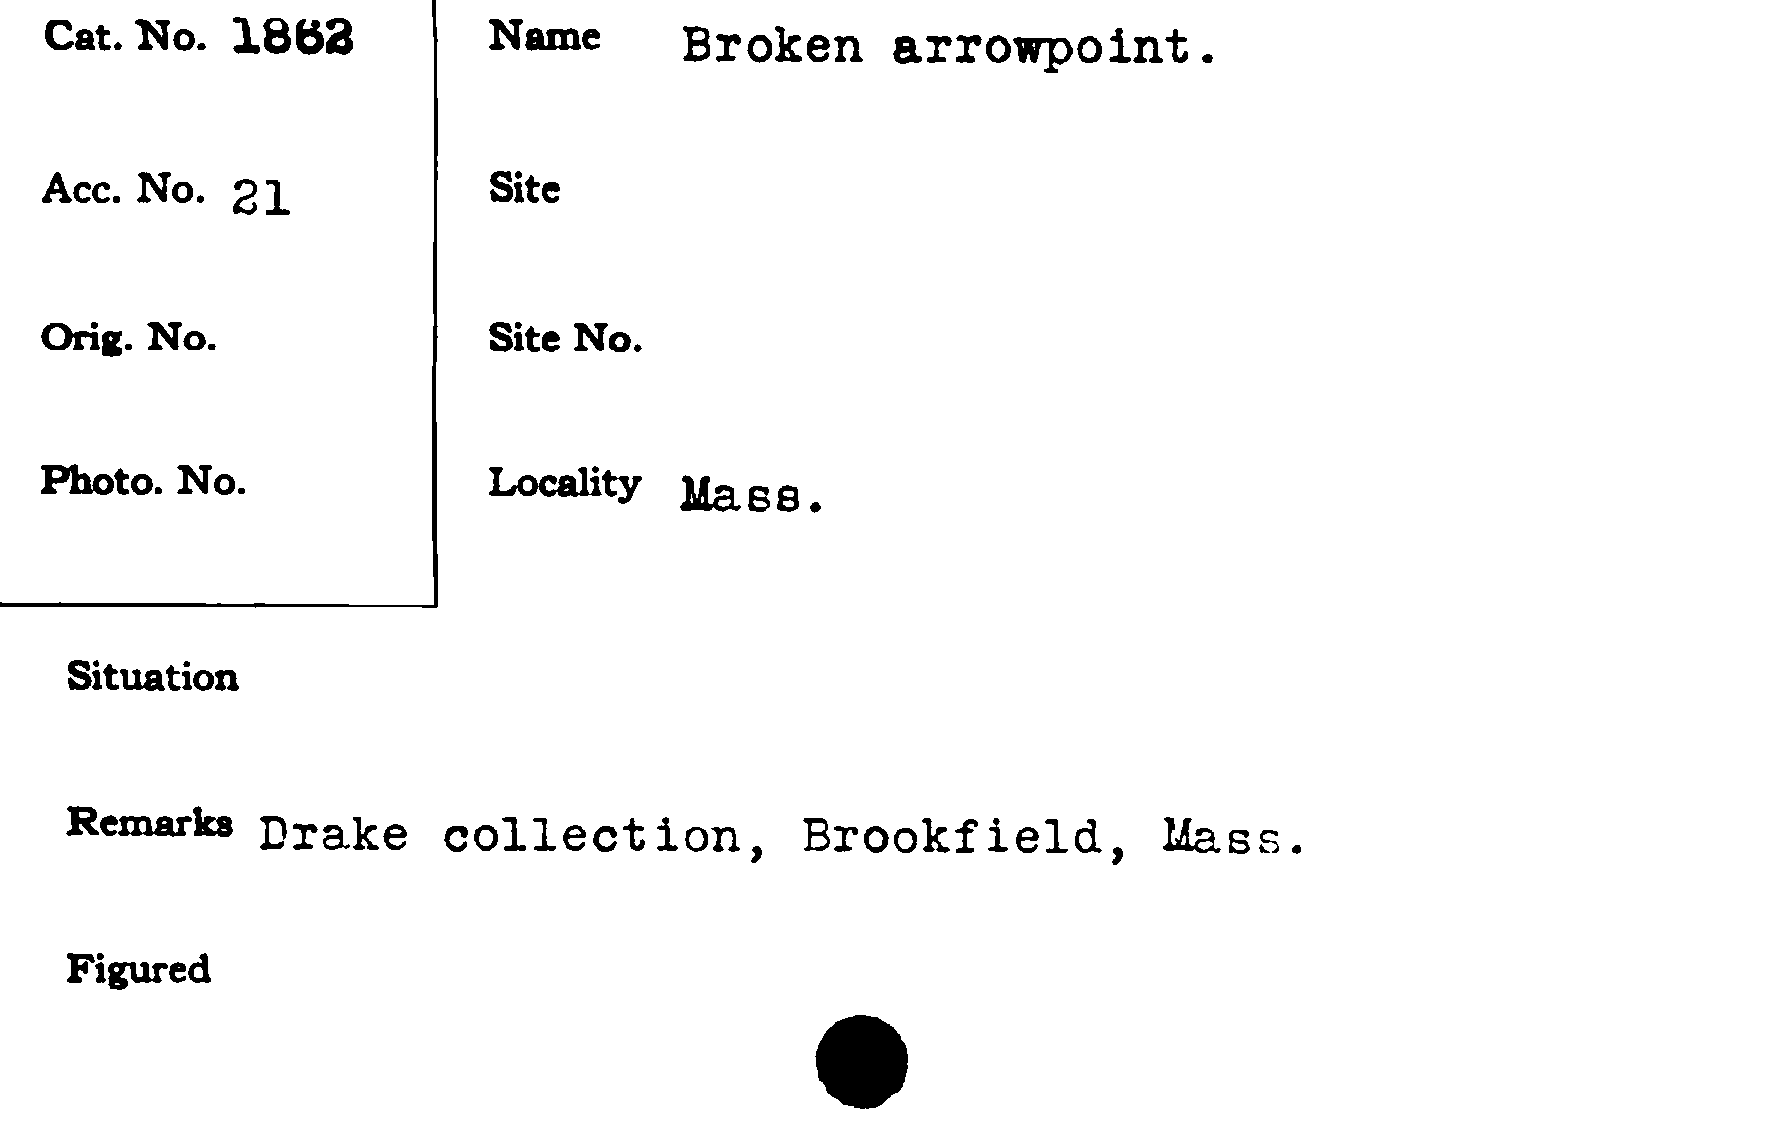 Cat. No. 1862
Name Broken arrowpoint.
Acc. No. 21
Site
Orig. No.
Site No.
Photo. No.
Locality Mass.
Situation
Remarks Drake collection, Brookfield, Mass.
Figured